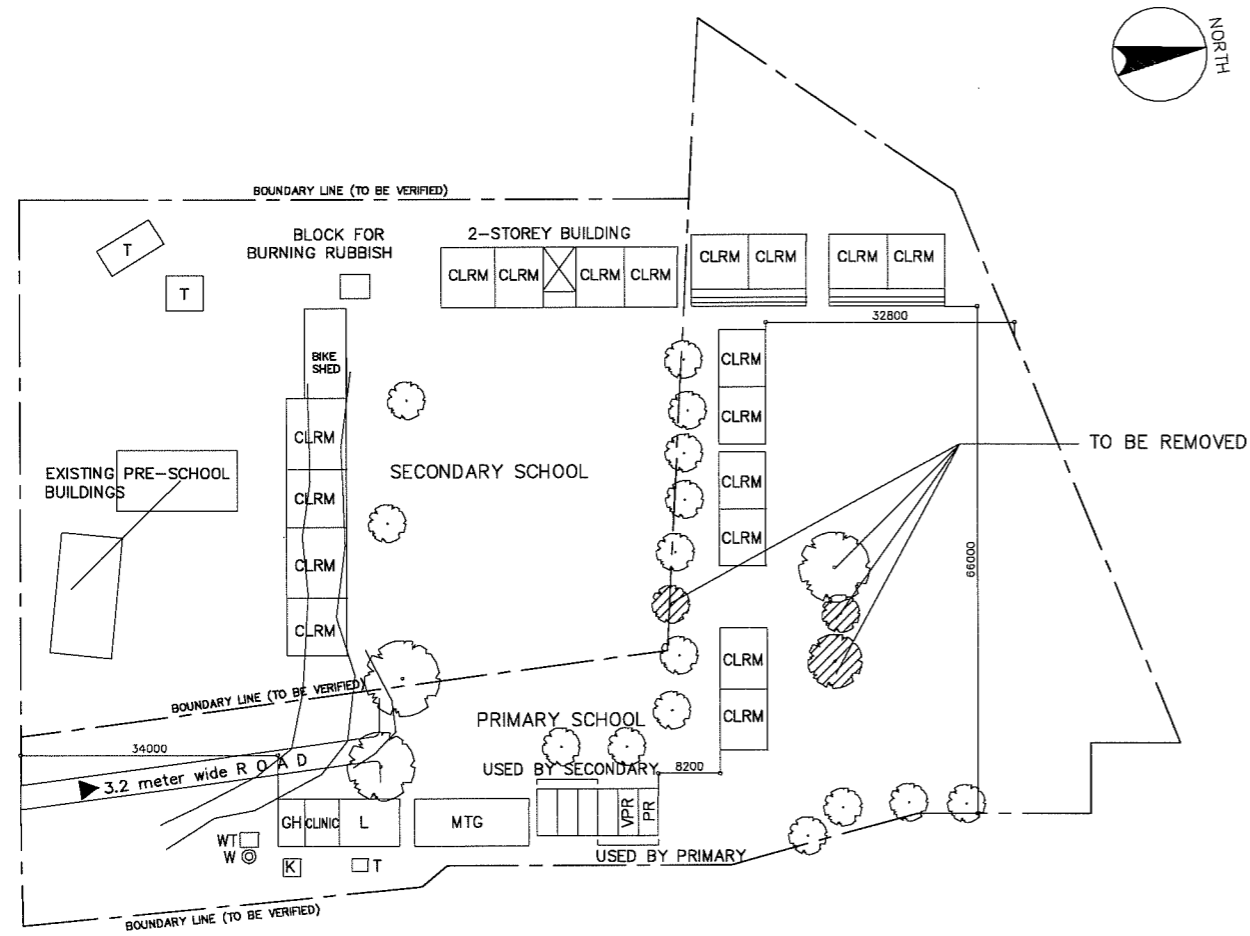 NORTH
BOUNDARY LINE (TO BE VERIFIED)
T
T
BLOCK FOR
BURNING RUBBISH
2-STOREY BUILDING
CLRM
CLRM
CLRM
CLRM
CLRM
CLRM
CLRM
CLRM
32800
BIKE
SHED
CLRM
CLRM
CLRM
CLRM
CLRM
CLRM
CLRM
CLRM
TO BE REMOVED
EXISTING
BUILDINGS
PRE-SCHOOL
SECONDARY SCHOOL
66000
CLRM
CLRM
BOUNDARY LINE (TO BE VERIFIED)
PRIMARY SCHOOL
34000
3.2 meter wide ROAD
USED BY SECONDARY
8200
GH
CLINIC
L
MTG
VPR
PR
WT
W
K
T
USED BY PRIMARY
BOUNDARY LINE (TO BE VERIFIED)